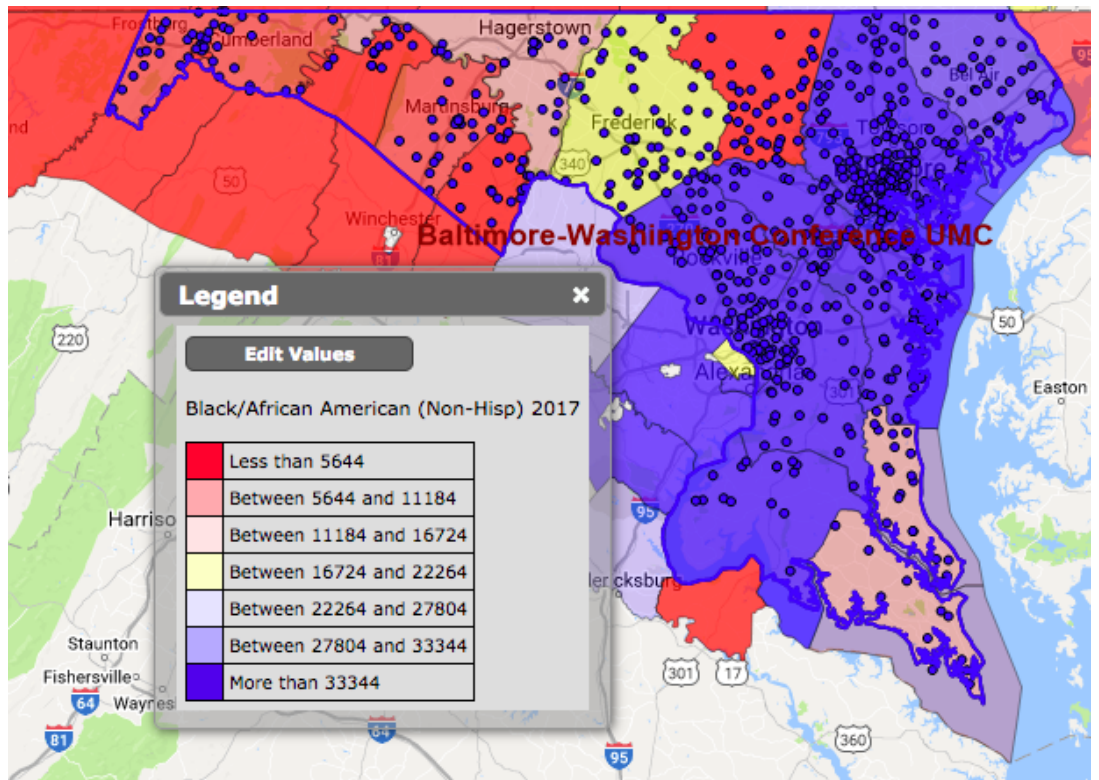 Frostburg
Cumberland
Hagerstown
95
Bel Air
nd
Martinsburg
Frederick
340
50
Winchester
81
Baltimore-Washington Conference UMC
Rockville
Legend
220
50
Washington
Edit Values
Alexandria
301
Easton
Black/African American (Non-Hisp) 2017
Less than 5644
Between 5644 and 11184
Harriso
95
Between 11184 and 16724
Between 16724 and 22264
ericksburg
Between 22264 and 27804
Staunton
Between 27804 and 33344
Fishersville
301
17
More than 33344
64
Waynes
64
81
360
95